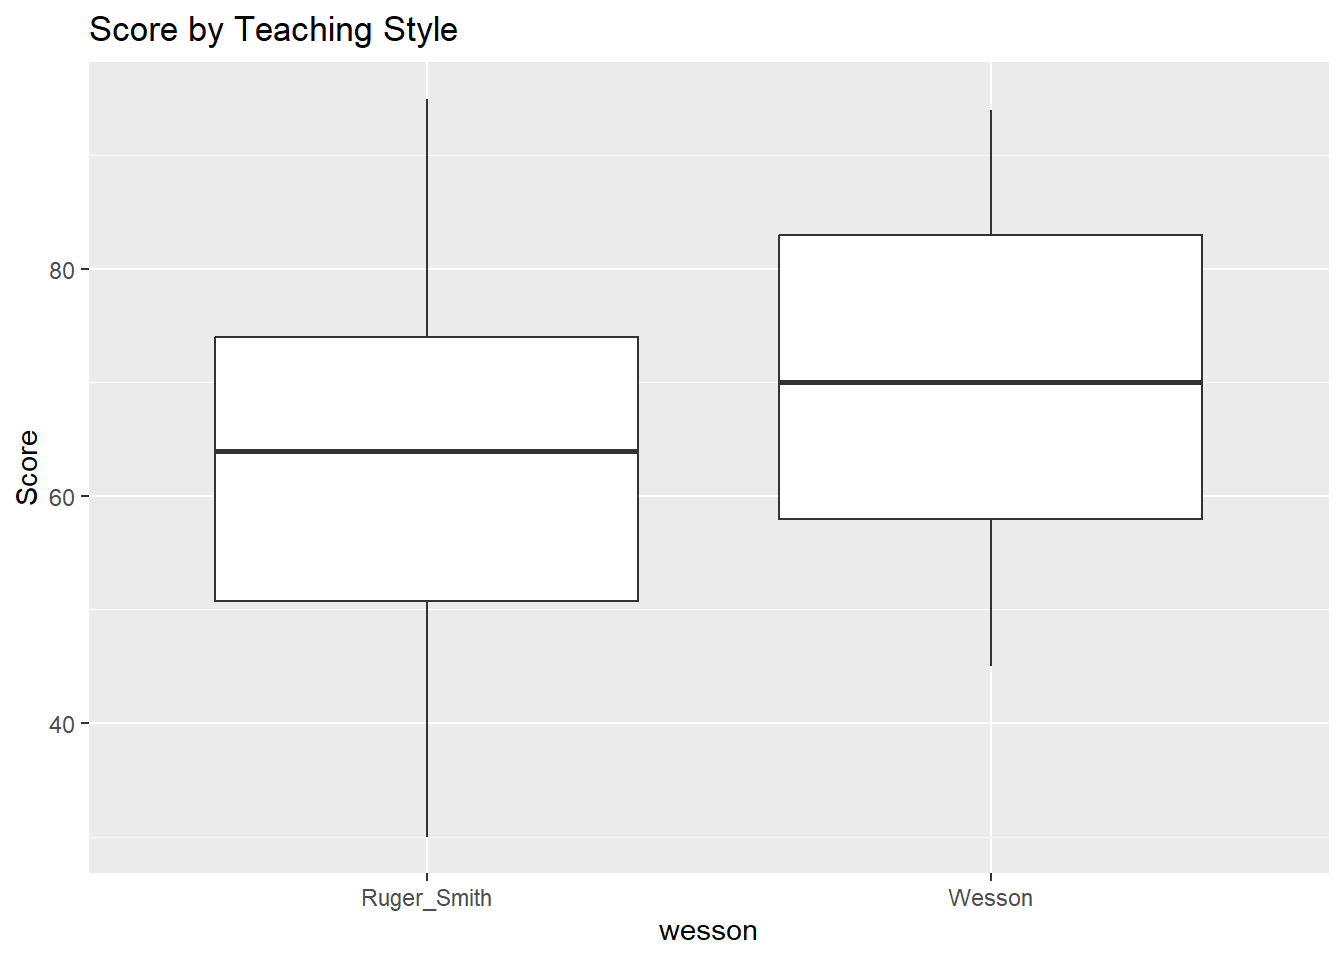 Score by Teaching Style
Score
80
60
40
Ruger_Smith
Wesson
wesson